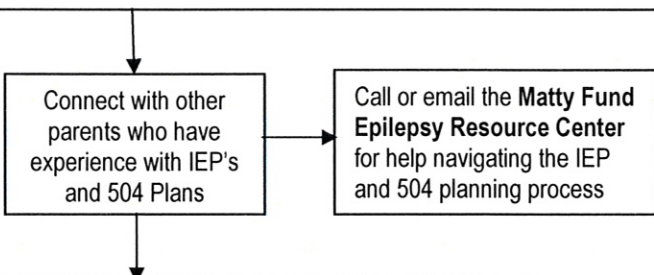 Connect with other
parents who have
experience with IEP's
and 504 Plans
Call or email the Matty Fund
Epilepsy Resource Center
for help navigating the IEP
and 504 planning process